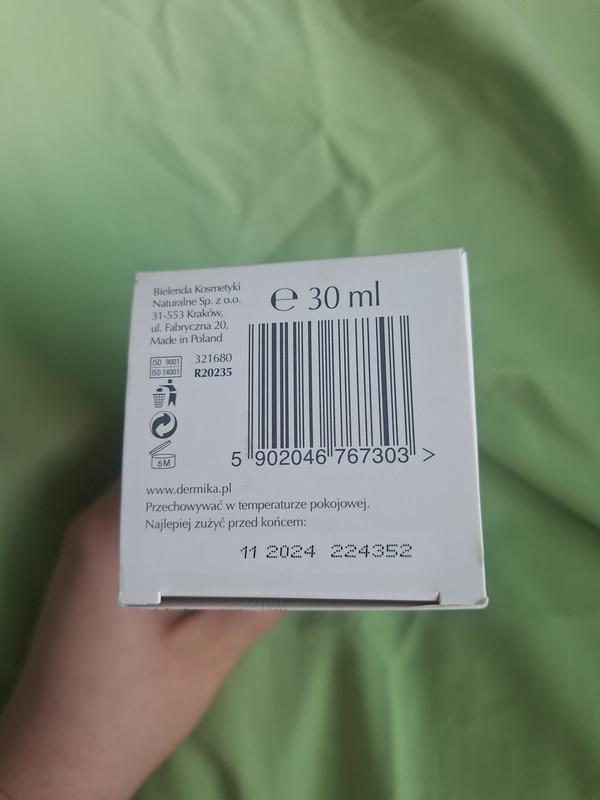 Bielenda Kosmetyki
Naturalne Sp. z o.o.
31-553 Kraków,
ul. Fabryczna 20,
Made in Poland
℮ 30 ml
ISO 9001
ISO 14001
321680
R20235
6M
5 902046 767303 >
www.dermika.pl
Przechowywać w temperaturze pokojowej.
Najlepiej zużyć przed końcem:
11 2024 224352